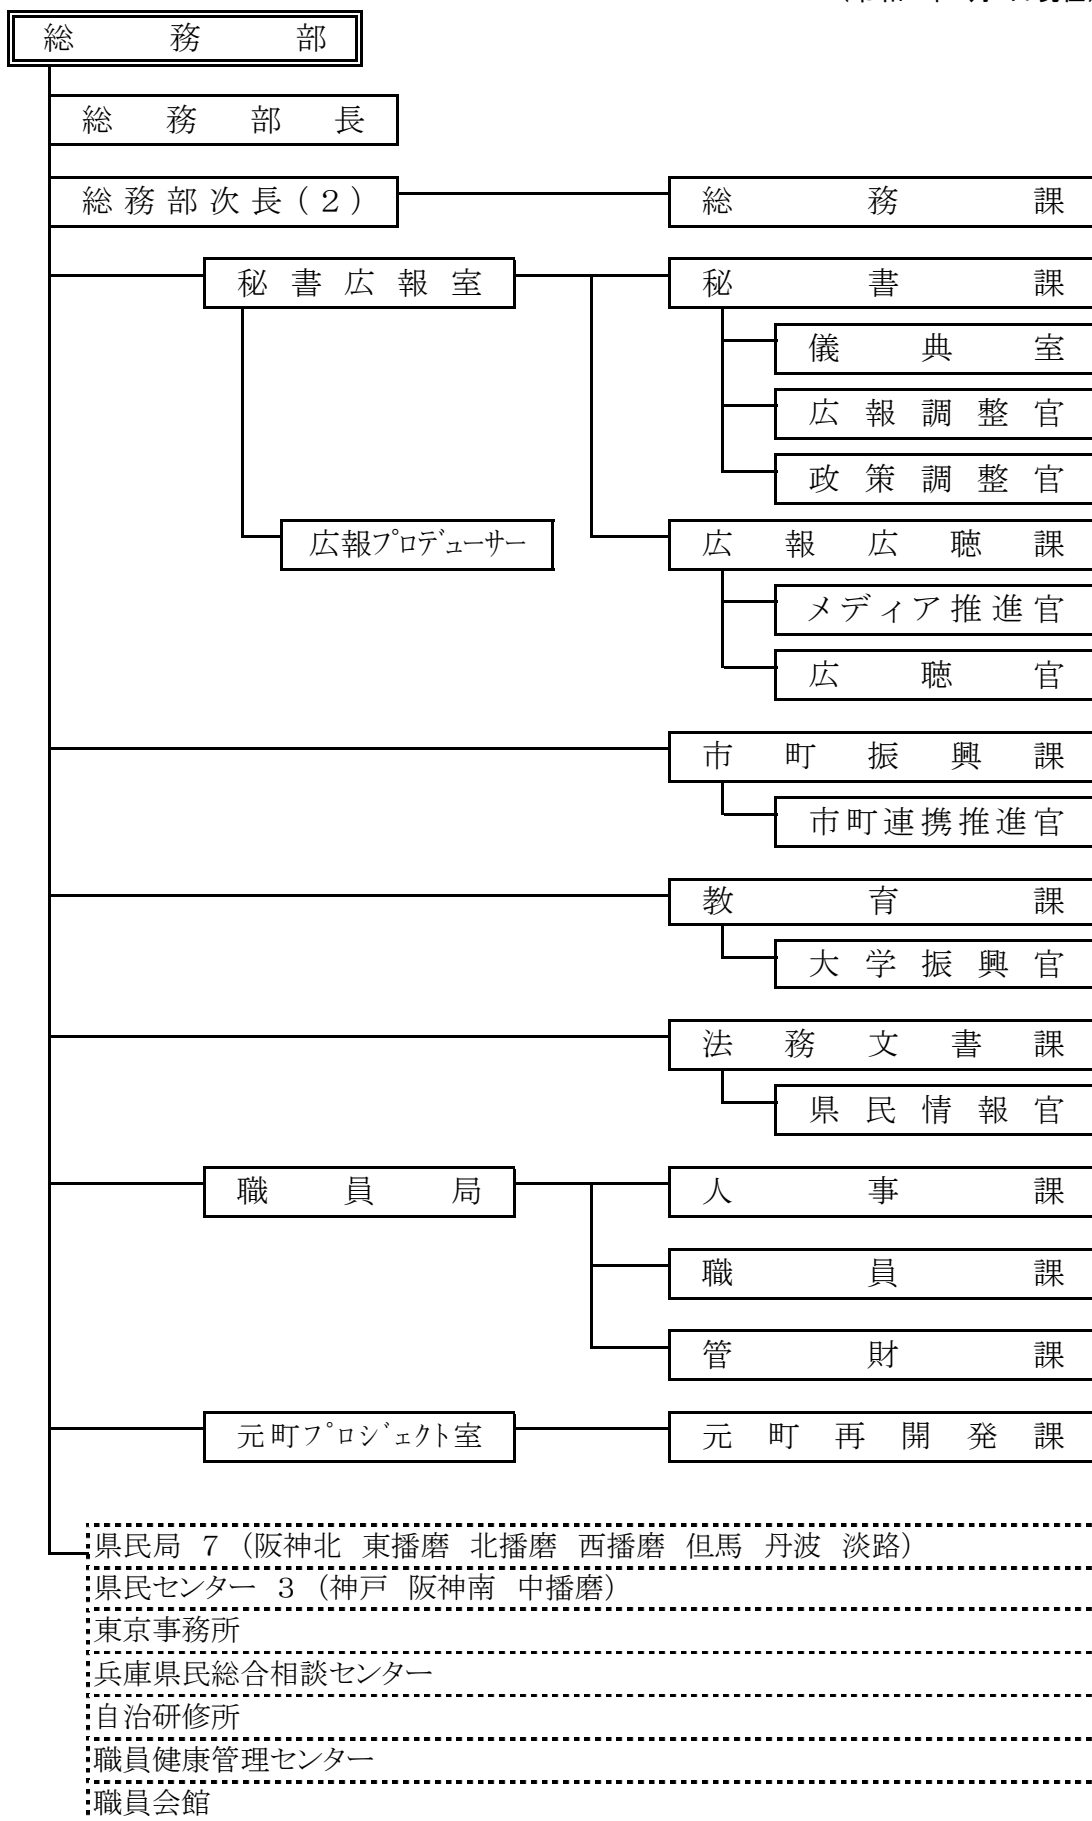 総務部
総務部長
総務部次長(2) 総務課
秘書広報室 秘書課
儀典室
広報調整官
政策調整官
広報プロデューサー 広報広聴課
メディア推進官
広聴官
市町振興課
市町連携推進官
教育課
大学振興官
法務文書課
県民情報官
職員局 人事課
職員課
管財課
元町プロジェクト室 元町再開発課
県民局 7 (阪神北 東播磨 北播磨 西播磨 但馬 丹波 淡路)
県民センター 3 (神戸 阪神南 中播磨)
東京事務所
兵庫県民総合相談センター
自治研修所
職員健康管理センター
職員会館